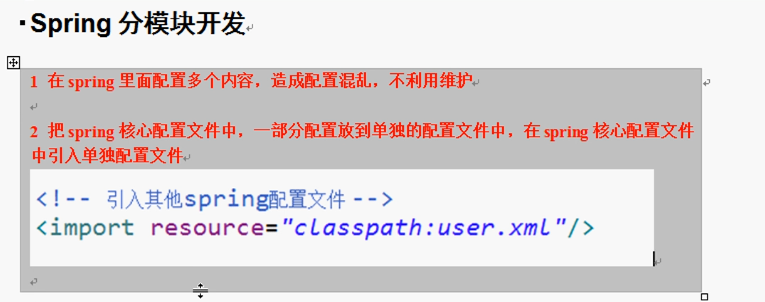 ▪Spring 分模块开发
1 在 spring 里面配置多个内容，造成配置混乱，不利用维护
2 把 spring 核心配置文件中，一部分配置放到单独的配置文件中，在 spring 核心配置文件
中引入单独配置文件
<!-- 引入其他spring配置文件 -->
<import resource="classpath:user.xml"/>